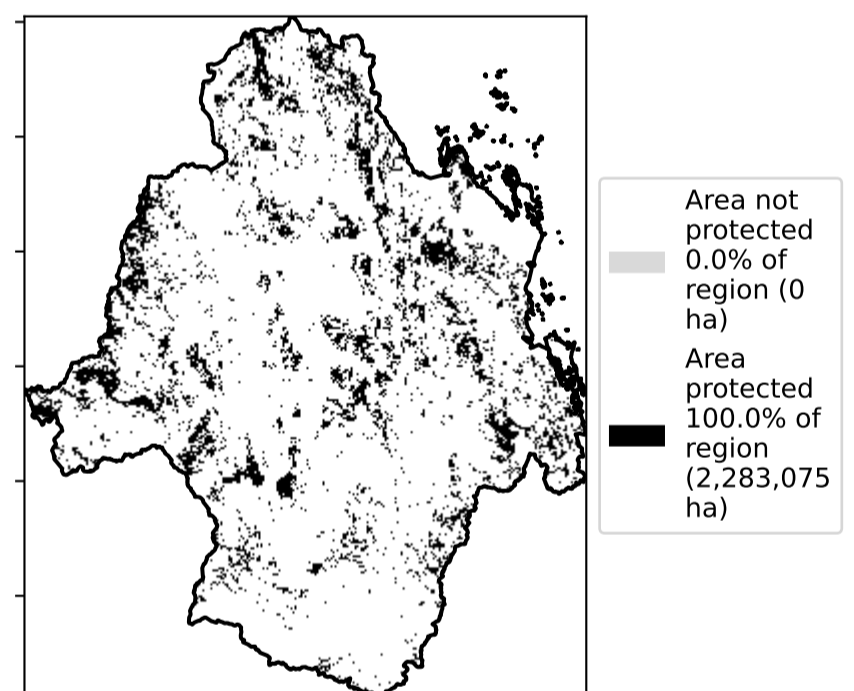 Area not
protected
0.0% of
region (0
ha)
Area
protected
100.0% of
region
(2,283,075
ha)